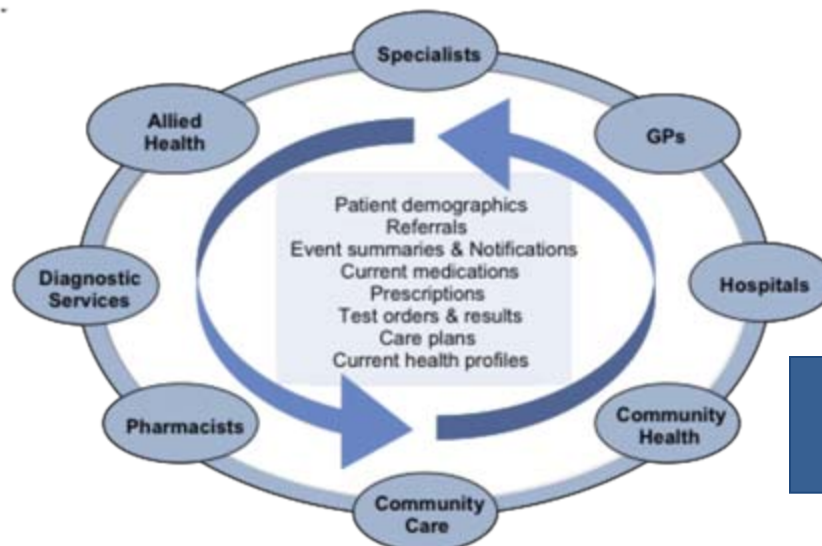 Specialists
Allied
Health
GPs
Patient demographics
Referrals
Event summaries & Notifications
Current medications
Prescriptions
Test orders & results
Care plans
Current health profiles
Diagnostic
Services
Hospitals
Pharmacists
Community
Health
Community
Care